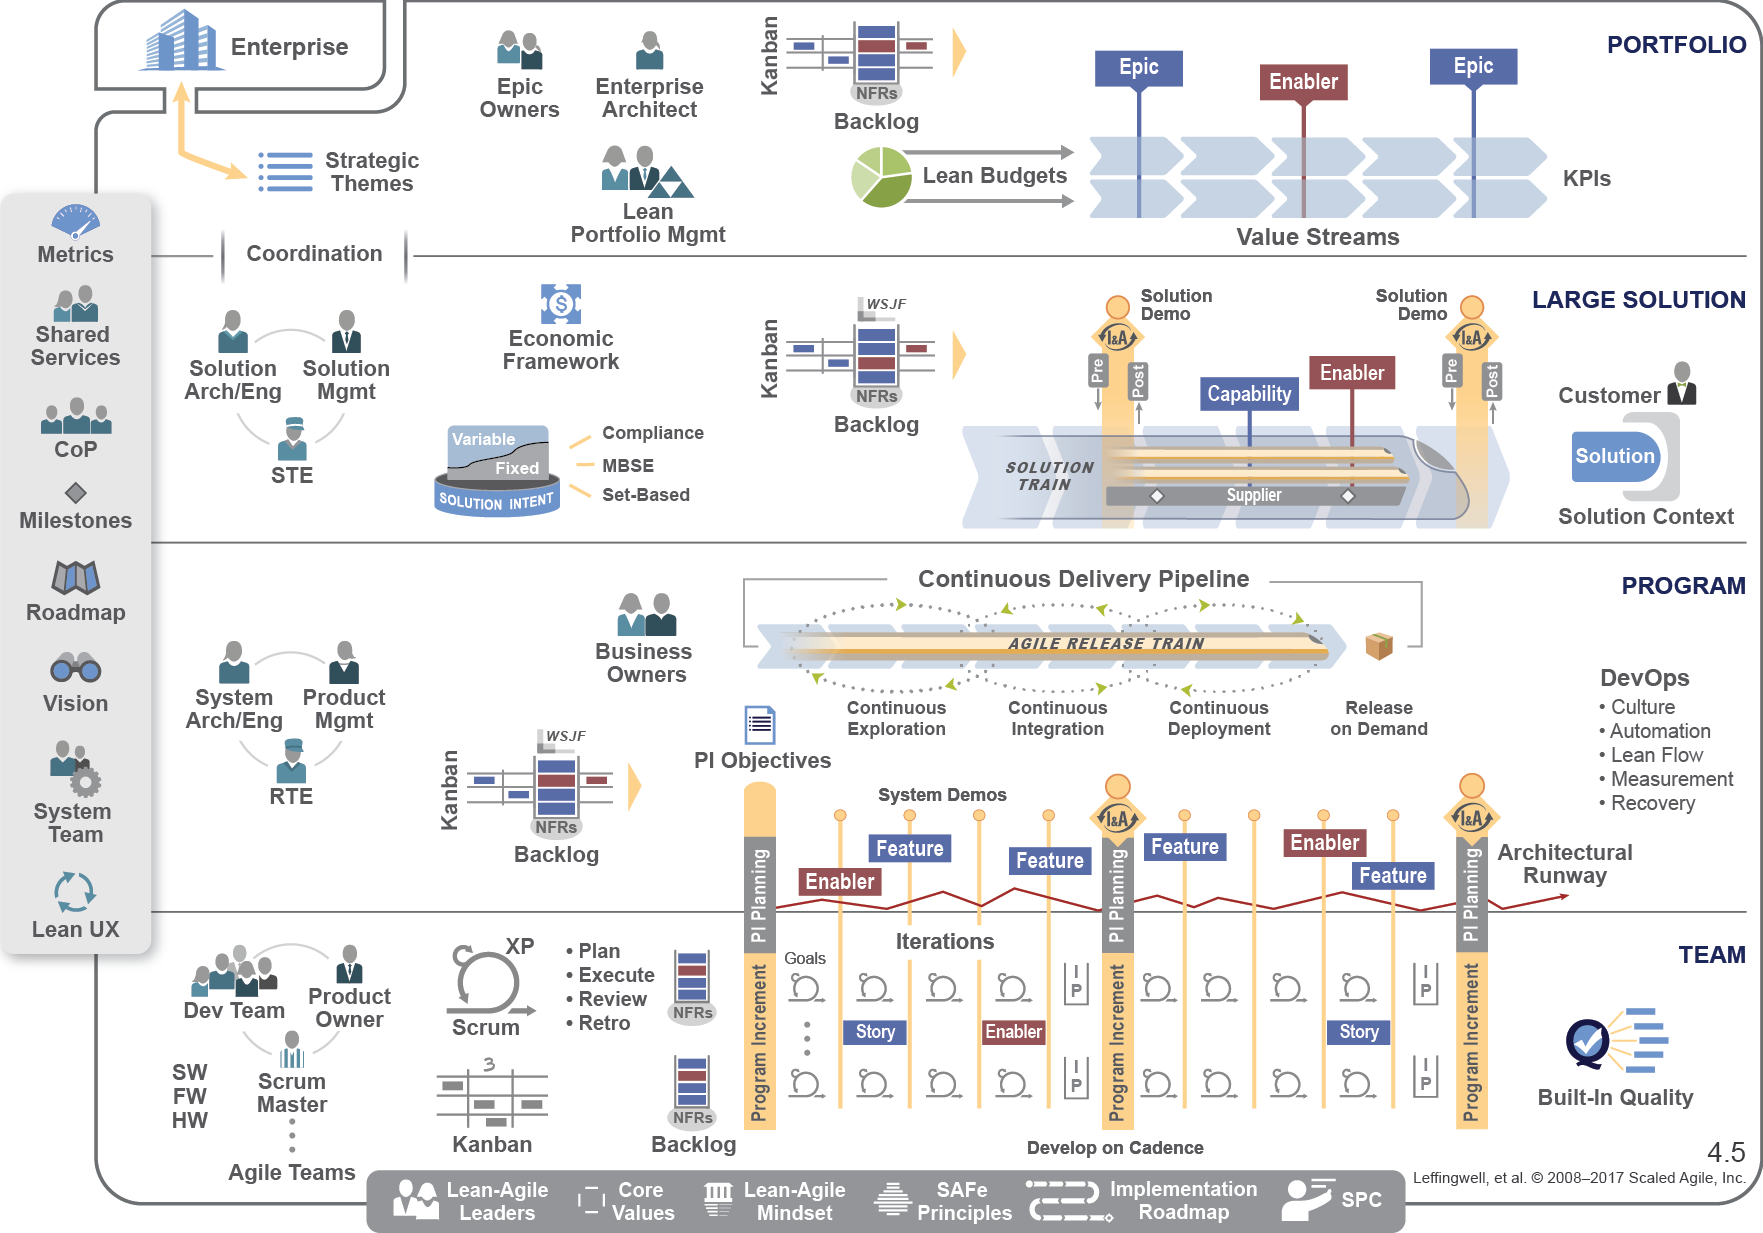 Enterprise
Strategic
Themes
Epic
Owners
Enterprise
Architect
Lean
Portfolio Mgmt
Kanban
NFRs
Backlog
Lean Budgets
Epic
Enabler
Epic
KPIs
Value Streams
PORTFOLIO
Metrics
Shared
Services
CoP
Milestones
Roadmap
Vision
System
Team
Lean UX
Coordination
Solution
Arch/Eng
Solution
Mgmt
STE
Economic
Framework
Variable
Fixed
SOLUTION INTENT
Compliance
MBSE
Set-Based
Kanban
WSJF
NFRs
Backlog
Solution
Demo
I&A
Pre
Post
Capability
Enabler
Solution
Demo
I&A
Pre
Post
SOLUTION
TRAIN
Supplier
LARGE SOLUTION
Customer
Solution
Solution Context
System
Arch/Eng
Product
Mgmt
RTE
Business
Owners
Kanban
WSJF
NFRs
Backlog
PI Objectives
Continuous Delivery Pipeline
AGILE RELEASE TRAIN
Continuous
Exploration
Continuous
Integration
Continuous
Deployment
Release
on Demand
PROGRAM
DevOps
• Culture
• Automation
• Lean Flow
• Measurement
• Recovery
System Demos
I&A
I&A
Enabler
Feature
Feature
Feature
Enabler
Feature
Architectural
Runway
PI Planning
PI Planning
PI Planning
Dev Team
Product
Owner
Scrum
Master
SW
FW
HW
Agile Teams
XP
Scrum
• Plan
• Execute
• Review
• Retro
3
Kanban
NFRs
NFRs
Backlog
Program Increment
Goals
Iterations
Story
Enabler
I
P
I
P
Program Increment
Story
I
P
I
P
Program Increment
Develop on Cadence
TEAM
Built-In Quality
4.5
Leffingwell, et al. © 2008–2017 Scaled Agile, Inc.
Lean-Agile
Leaders
Core
Values
Lean-Agile
Mindset
SAFe
Principles
Implementation
Roadmap
SPC